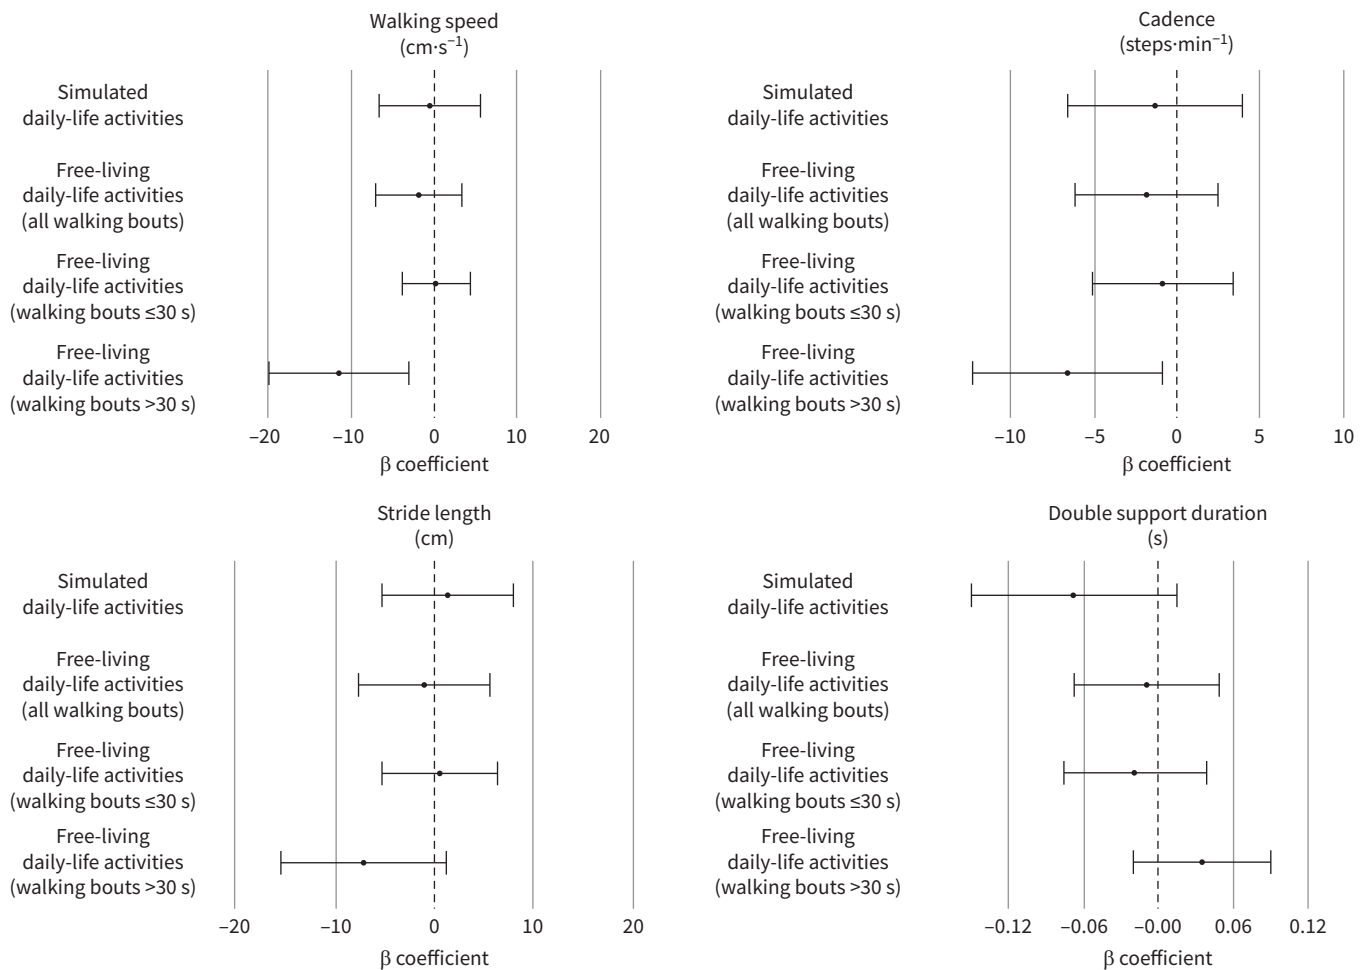 Walking speed
(cm·s⁻¹)
Simulated
daily-life activities
Free-living
daily-life activities
(all walking bouts)
Free-living
daily-life activities
(walking bouts ≤30 s)
Free-living
daily-life activities
(walking bouts >30 s)
–20 –10 0 10 20
β coefficient
Cadence
(steps·min⁻¹)
Simulated
daily-life activities
Free-living
daily-life activities
(all walking bouts)
Free-living
daily-life activities
(walking bouts ≤30 s)
Free-living
daily-life activities
(walking bouts >30 s)
–10 –5 0 5 10
β coefficient
Stride length
(cm)
Simulated
daily-life activities
Free-living
daily-life activities
(all walking bouts)
Free-living
daily-life activities
(walking bouts ≤30 s)
Free-living
daily-life activities
(walking bouts >30 s)
–20 –10 0 10 20
β coefficient
Double support duration
(s)
Simulated
daily-life activities
Free-living
daily-life activities
(all walking bouts)
Free-living
daily-life activities
(walking bouts ≤30 s)
Free-living
daily-life activities
(walking bouts >30 s)
–0.12 –0.06 –0.00 0.06 0.12
β coefficient